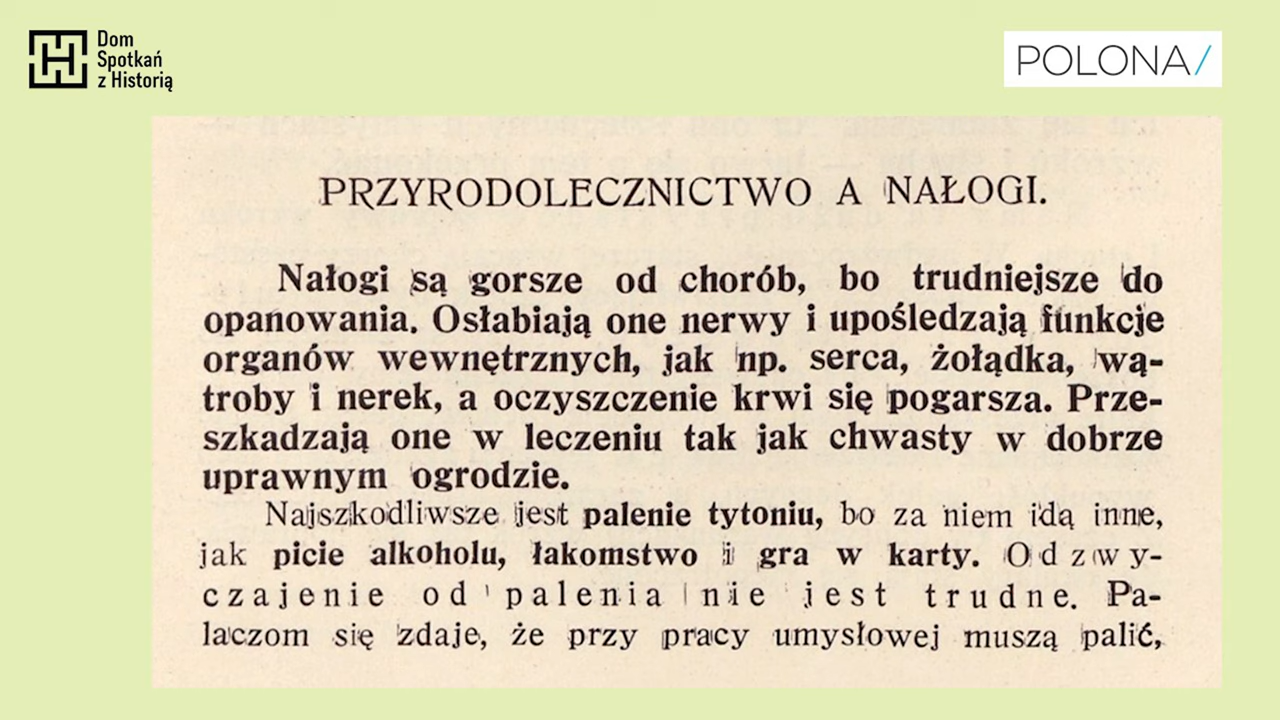 Dom
Spotkań
z Historią
POLONA/
PRZYRODOLECZNICTWO A NAŁOGI.
Nałogi są gorsze od chorób, bo trudniejsze do
opanowania. Osłabiają one nerwy i upośledzają funkcje
organów wewnętrznych, jak np. serca, żołądka, wą-
troby i nerek, a oczyszczenie krwi się pogarsza. Prze-
szkadzają one w leczeniu tak jak chwasty w dobrze
uprawnym ogrodzie.
Najszkodliwsze jest palenie tytoniu, bo za niem idą inne,
jak picie alkoholu, łakomstwo i gra w karty. Odzwy-
czajenie od palenia nie jest trudne. Pa-
laczom się zdaje, że przy pracy umysłowej muszą palić,